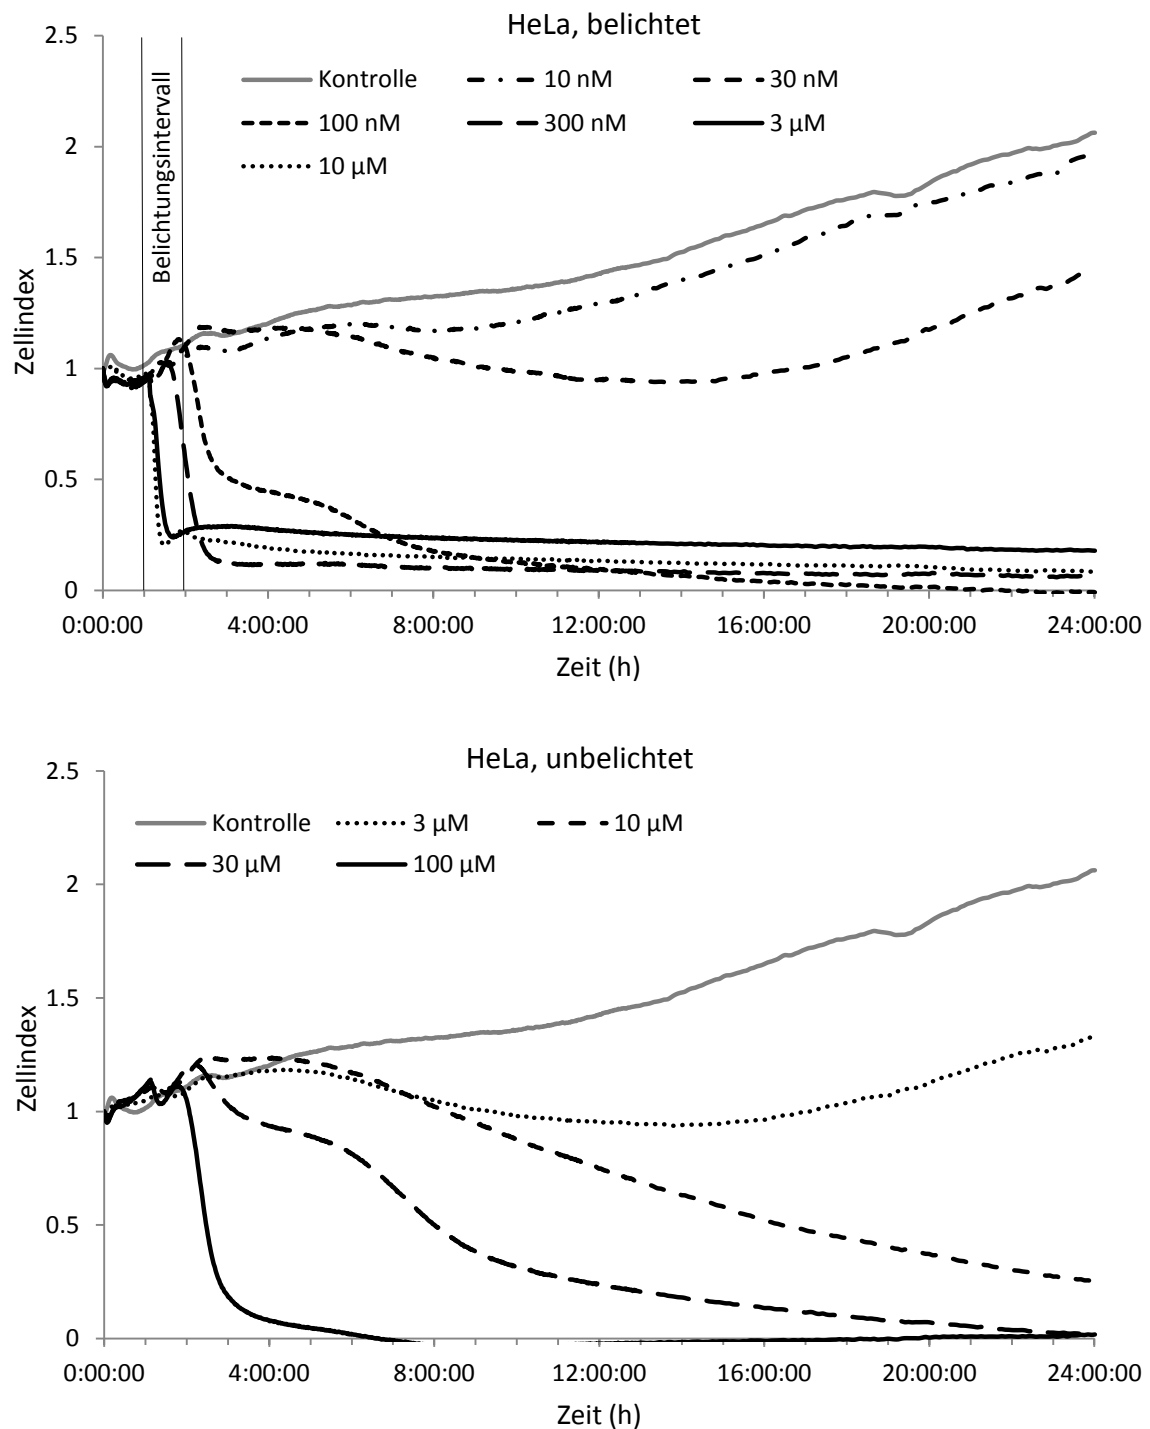 HeLa, belichtet
2.5
2
1.5
1
0.5
0
Zellindex
Belichtungsintervall
Kontrolle 10 nM 30 nM
100 nM 300 nM 3 µM
10 µM
0:00:00 4:00:00 8:00:00 12:00:00 16:00:00 20:00:00 24:00:00
Zeit (h)
HeLa, unbelichtet
2.5
2
1.5
1
0.5
0
Zellindex
Kontrolle 3 µM 10 µM
30 µM 100 µM
0:00:00 4:00:00 8:00:00 12:00:00 16:00:00 20:00:00 24:00:00
Zeit (h)